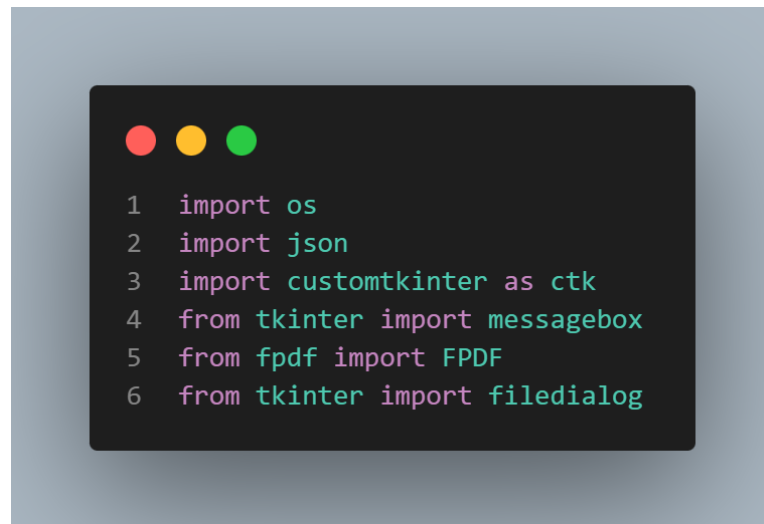 1 import os
2 import json
3 import customtkinter as ctk
4 from tkinter import messagebox
5 from fpdf import FPDF
6 from tkinter import filedialog